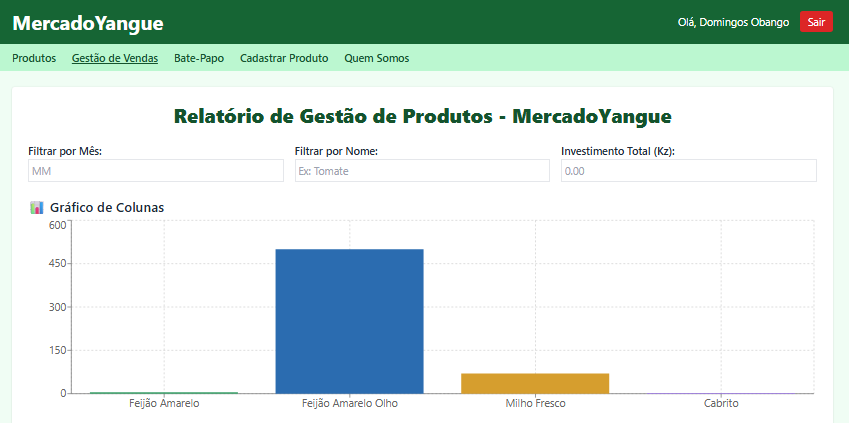 MercadoYangue
Olá, Domingos Obango Sair
Produtos Gestão de Vendas Bate-Papo Cadastrar Produto Quem Somos
Relatório de Gestão de Produtos - MercadoYangue
Filtrar por Mês: Filtrar por Nome: Investimento Total (Kz):
MM Ex: Tomate 0.00
Gráfico de Colunas
600
450
300
150
0
Feijão Amarelo Feijão Amarelo Olho Milho Fresco Cabrito